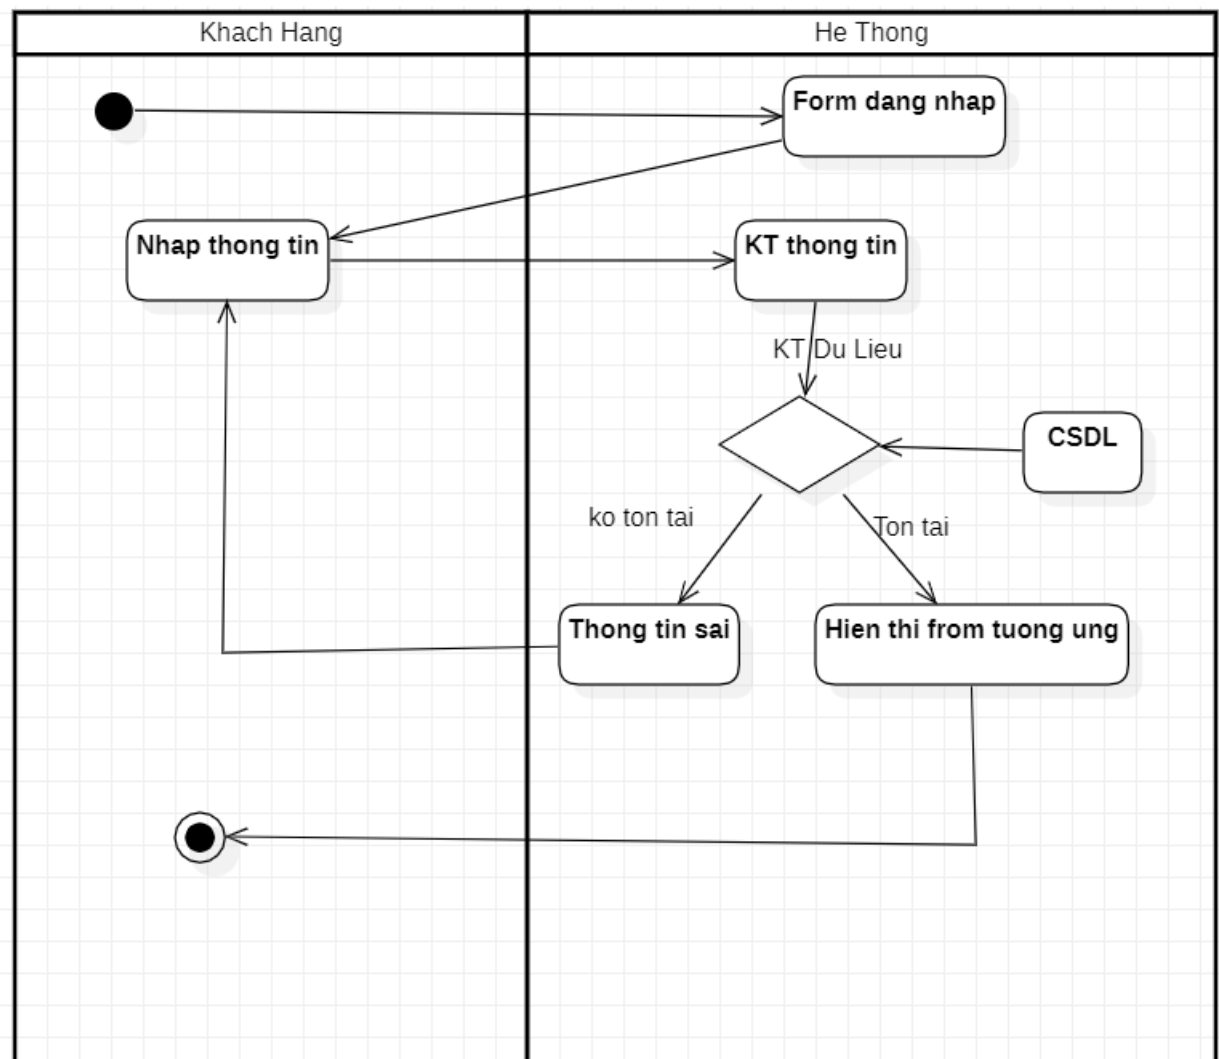 Khach Hang
He Thong
Form dang nhap
Nhap thong tin
KT thong tin
KT Du Lieu
CSDL
ko ton tai
Ton tai
Thong tin sai
Hien thi from tuong ung